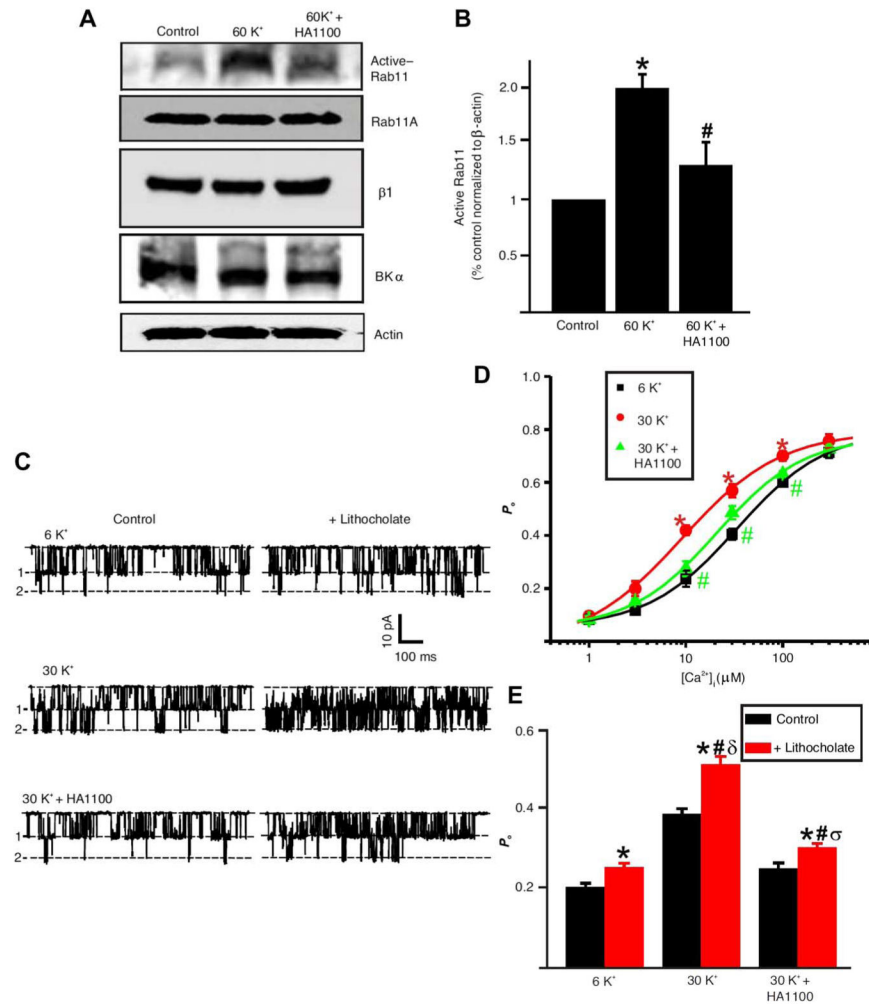 A
Control
60 K⁺
60K⁺ +
HA1100
Active–
Rab11
Rab11A
β1
BK α
Actin
B
Active Rab11
(% control normalized to β-actin)
2.0
1.5
1
0.5
*
#
Control
60 K⁺
60 K⁺ +
HA1100
C
Control
+ Lithocholate
6 K⁺
1
2
10 pA
100 ms
30 K⁺
1
2
30 K⁺ + HA1100
1
2
D
6 K⁺
30 K⁺
30 K⁺ +
HA1100
Pₒ
1.0
0.8
0.6
0.4
0.2
*
*
*
#
#
#
1
10
100
[Ca²⁺]ᵢ (μM)
E
Control
+ Lithocholate
Pₒ
0.6
0.4
0.2
*
*#δ
*#σ
6 K⁺
30 K⁺
30 K⁺ +
HA1100